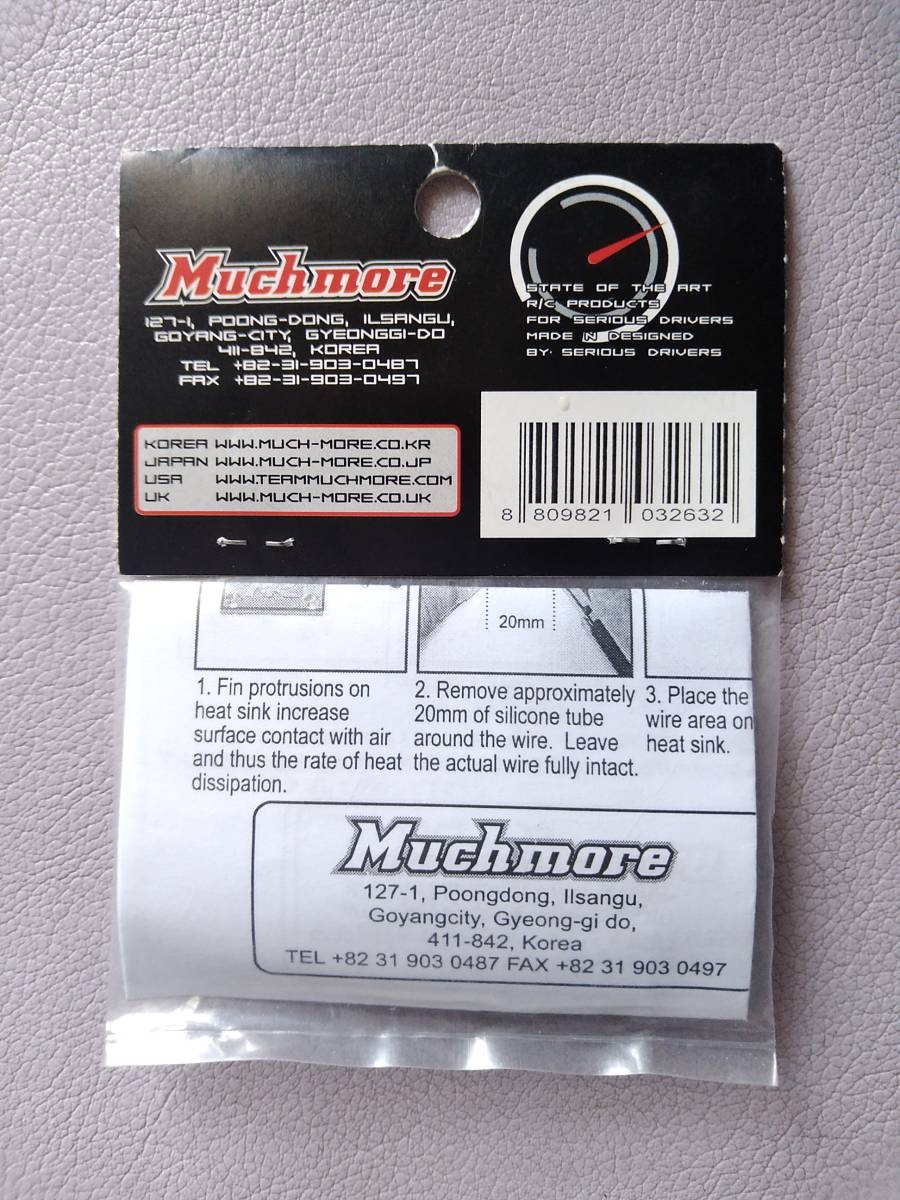 Muchmore
127-1, POONG-DONG, ILSANGU,
GOYANG-CITY, GYEONGGI-DO
411-842, KOREA
TEL +82-31-903-0487
FAX +82-31-903-0497
STATE OF THE ART
R/C PRODUCTS
FOR SERIOUS DRIVERS
MADE N DESIGNED
BY SERIOUS DRIVERS
KOREA WWW.MUCH-MORE.CO.KR
JAPAN WWW.MUCH-MORE.CO.JP
USA WWW.TEAMMUCHMORE.COM
UK WWW.MUCH-MORE.CO.UK
8 809821 032632
20mm
1. Fin protrusions on
heat sink increase
surface contact with air
and thus the rate of heat
dissipation.
2. Remove approximately
20mm of silicone tube
around the wire. Leave
the actual wire fully intact.
3. Place the
wire area on
heat sink.
Muchmore
127-1, Poongdong, Ilsangu,
Goyangcity, Gyeong-gi do,
411-842, Korea
TEL +82 31 903 0487 FAX +82 31 903 0497